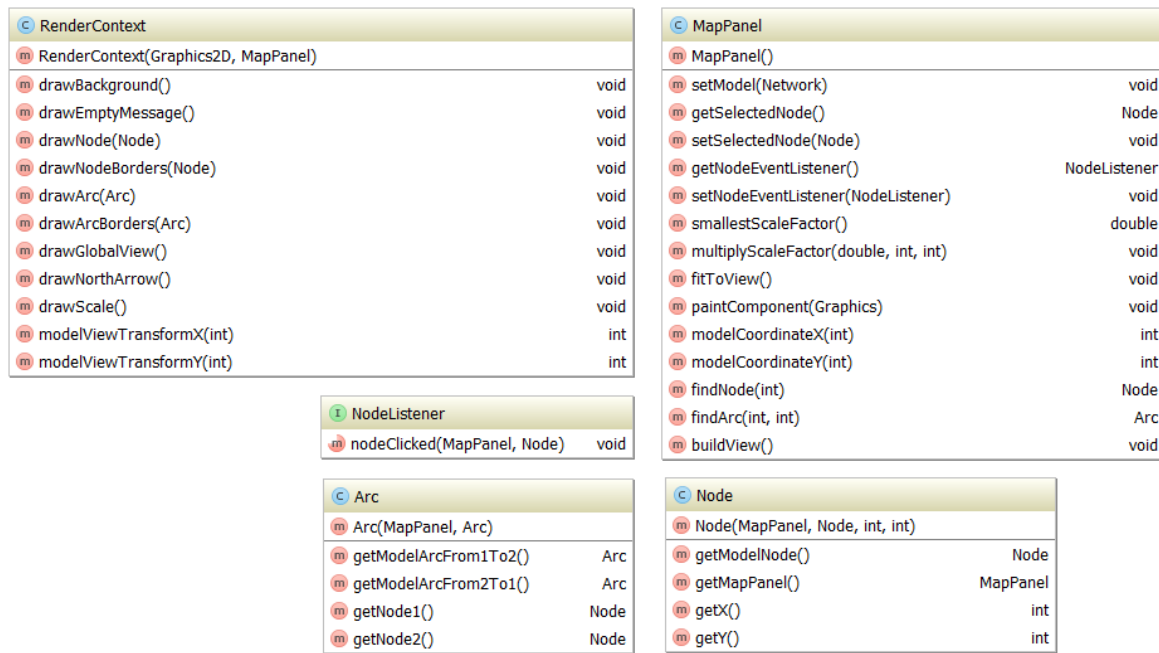 RenderContext
RenderContext(Graphics2D, MapPanel)
drawBackground() void
drawEmptyMessage() void
drawNode(Node) void
drawNodeBorders(Node) void
drawArc(Arc) void
drawArcBorders(Arc) void
drawGlobalView() void
drawNorthArrow() void
drawScale() void
modelViewTransformX(int) int
modelViewTransformY(int) int
MapPanel
MapPanel()
setModel(Network) void
getSelectedNode() Node
setSelectedNode(Node) void
getNodeEventListener() NodeListener
setNodeEventListener(NodeListener) void
smallestScaleFactor() double
multiplyScaleFactor(double, int, int) void
fitToView() void
paintComponent(Graphics) void
modelCoordinateX(int) int
modelCoordinateY(int) int
findNode(int) Node
findArc(int, int) Arc
buildView() void
NodeListener
nodeClicked(MapPanel, Node) void
Arc
Arc(MapPanel, Arc)
getModelArcFrom1To2() Arc
getModelArcFrom2To1() Arc
getNode1() Node
getNode2() Node
Node
Node(MapPanel, Node, int, int)
getModelNode() Node
getMapPanel() MapPanel
getX() int
getY() int